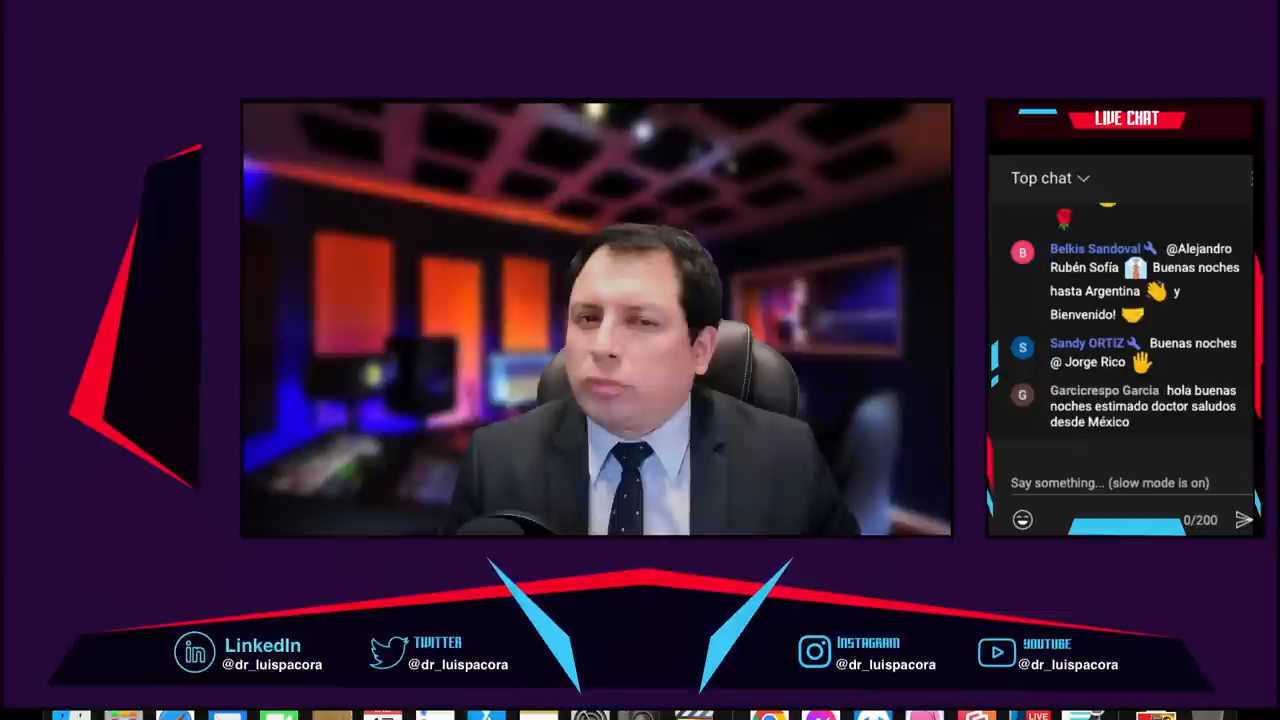 LIVE CHAT
Top chat
Belkis Sandoval @Alejandro
Rubén Sofía Buenas noches
hasta Argentina y
Bienvenido!
Sandy ORTIZ Buenas noches
@ Jorge Rico
Garcicrespo Garcia hola buenas
noches estimado doctor saludos
desde México
Say something... (slow mode is on)
0/200
B
S
G
in
LinkedIn
@dr_luispacora
TWITTER
@dr_luispacora
INSTAGRAM
@dr_luispacora
YOUTUBE
@dr_luispacora
LIVE